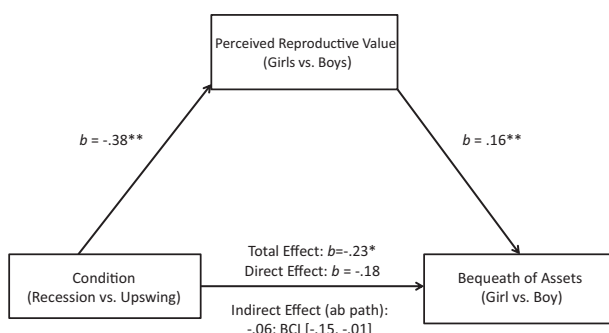 Perceived Reproductive Value
(Girls vs. Boys)
b = -.38**
b = .16**
Total Effect: b=-.23*
Direct Effect: b = -.18
Condition
(Recession vs. Upswing)
Bequeath of Assets
(Girl vs. Boy)
Indirect Effect (ab path):
-.06; BCI [-.15, -.01]